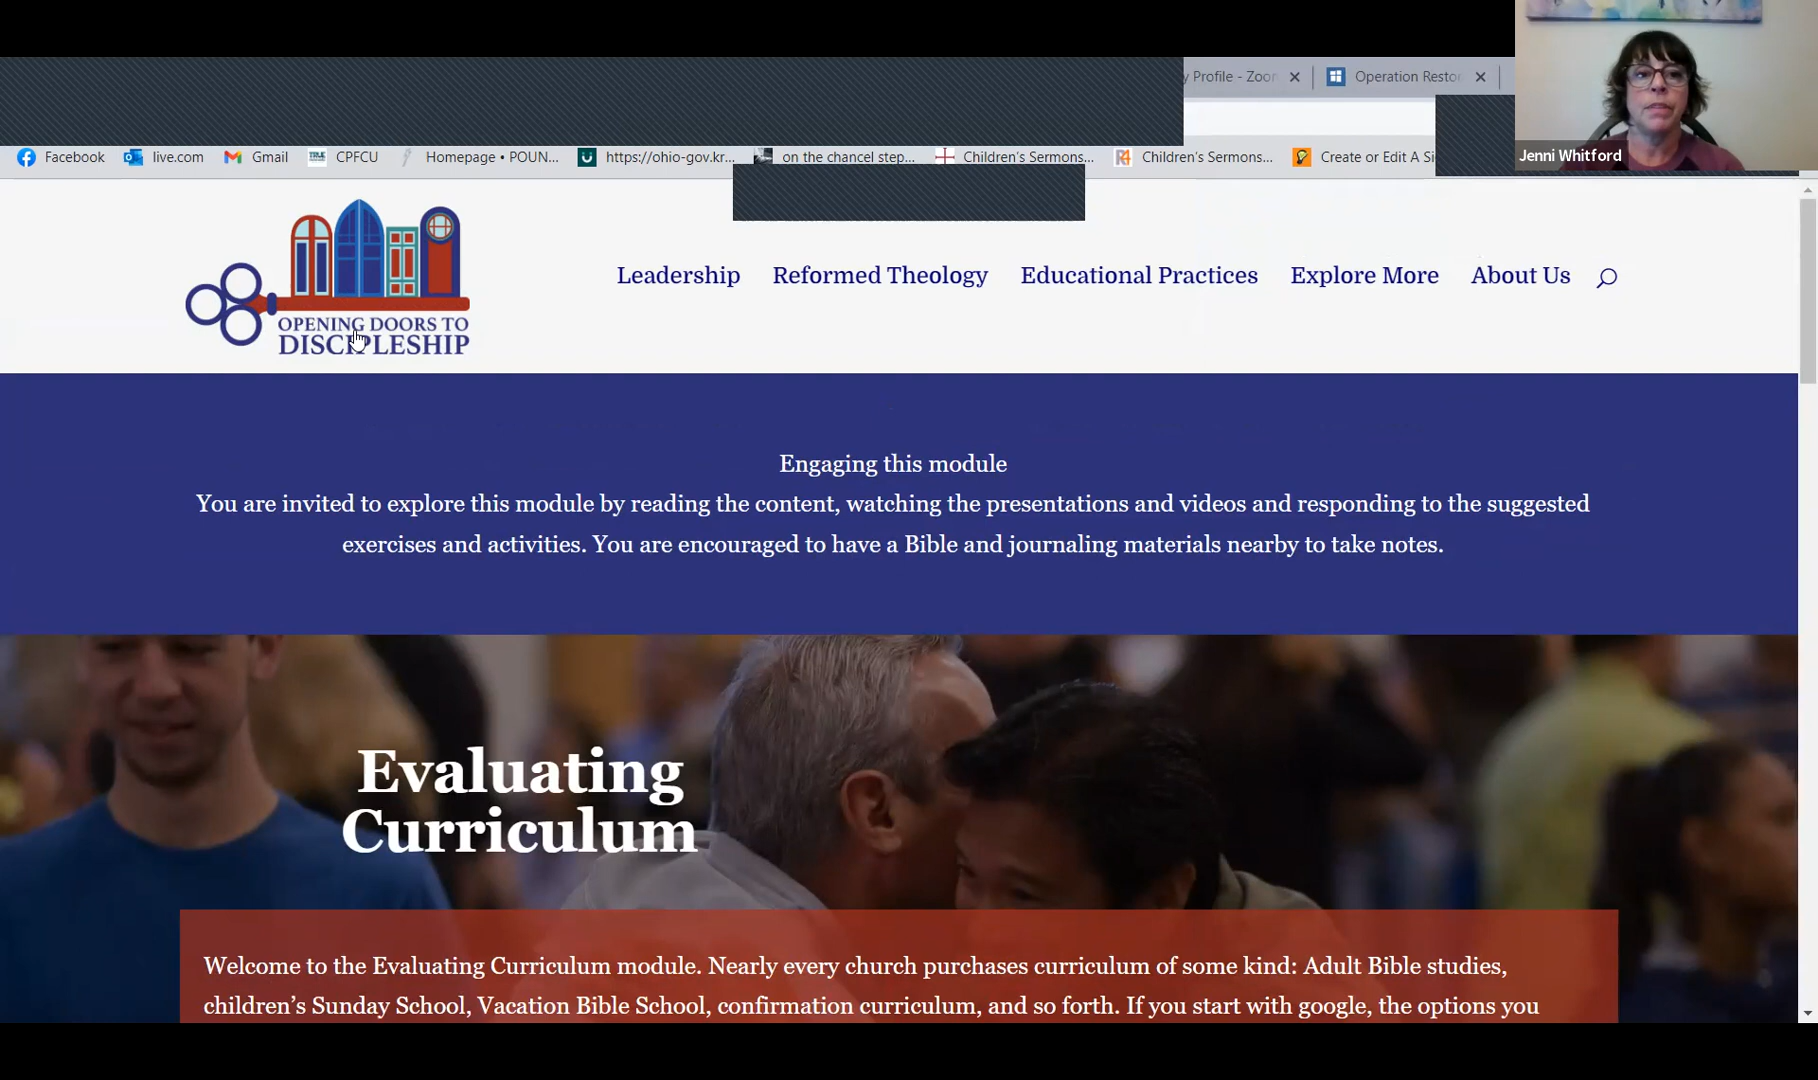 y Profile - Zoom
Operation Resto
Jenni Whitford
Facebook
live.com
Gmail
CPFCU
Homepage • POUN...
https://ohio-gov.kr...
on the chancel step...
Children's Sermons...
Children's Sermons...
Create or Edit A Si
OPENING DOORS TO
DISCIPLESHIP
Leadership
Reformed Theology
Educational Practices
Explore More
About Us
Engaging this module
You are invited to explore this module by reading the content, watching the presentations and videos and responding to the suggested
exercises and activities. You are encouraged to have a Bible and journaling materials nearby to take notes.
Evaluating
Curriculum
Welcome to the Evaluating Curriculum module. Nearly every church purchases curriculum of some kind: Adult Bible studies,
children's Sunday School, Vacation Bible School, confirmation curriculum, and so forth. If you start with google, the options you